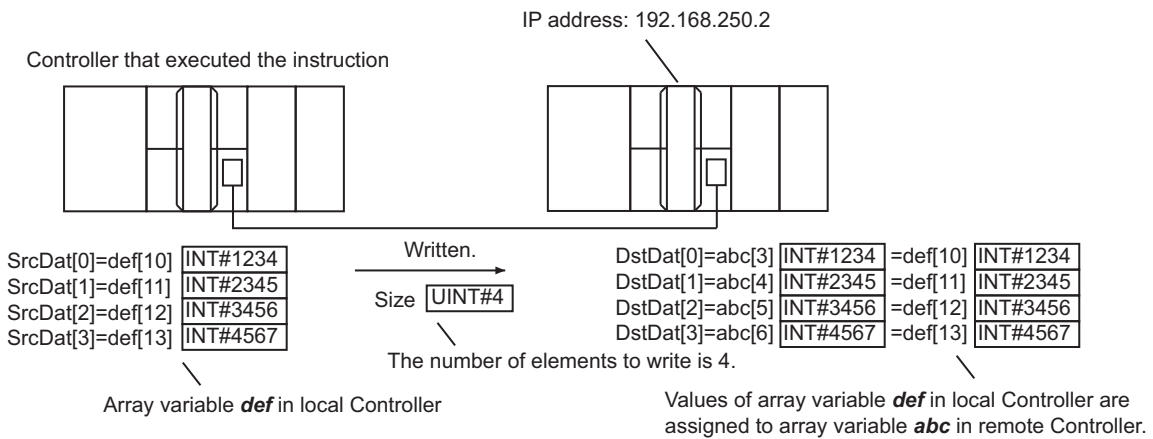 IP address: 192.168.250.2
Controller that executed the instruction
SrcDat[0]=def[10] INT#1234
SrcDat[1]=def[11] INT#2345
SrcDat[2]=def[12] INT#3456
SrcDat[3]=def[13] INT#4567
Written.
Size UINT#4
The number of elements to write is 4.
DstDat[0]=abc[3] INT#1234 =def[10] INT#1234
DstDat[1]=abc[4] INT#2345 =def[11] INT#2345
DstDat[2]=abc[5] INT#3456 =def[12] INT#3456
DstDat[3]=abc[6] INT#4567 =def[13] INT#4567
Array variable def in local Controller
Values of array variable def in local Controller are
assigned to array variable abc in remote Controller.